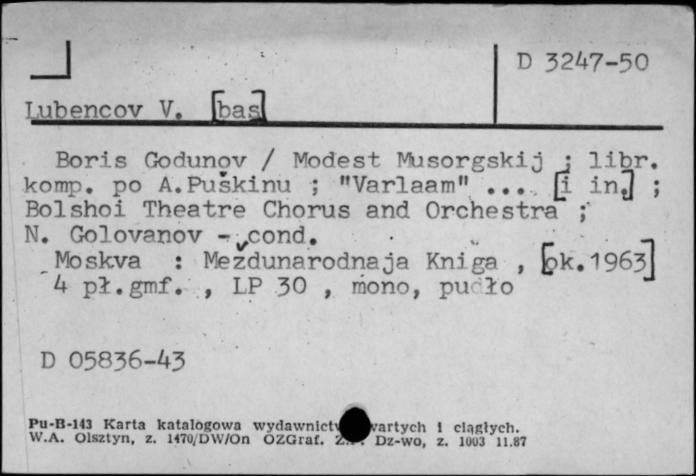 D 3247-50
Lubencov V. [bas]
Boris Godunov / Modest Musorgskij ; libr.
komp. po A.Puškinu ; "Varlaam" ... [i in.] ;
Bolshoi Theatre Chorus and Orchestra ;
N. Golovanov - cond.
Moskva : Meždunarodnaja Kniga , [ok.1963]
4 pł.gmf. , LP 30 , mono, pudło
D 05836-43
Pu-B-143 Karta katalogowa wydawnictw zwartych i ciągłych.
W.A. Olsztyn, z. 1470/DW/On OZGraf. Z.P. Dz-wo, z. 1003 11.87